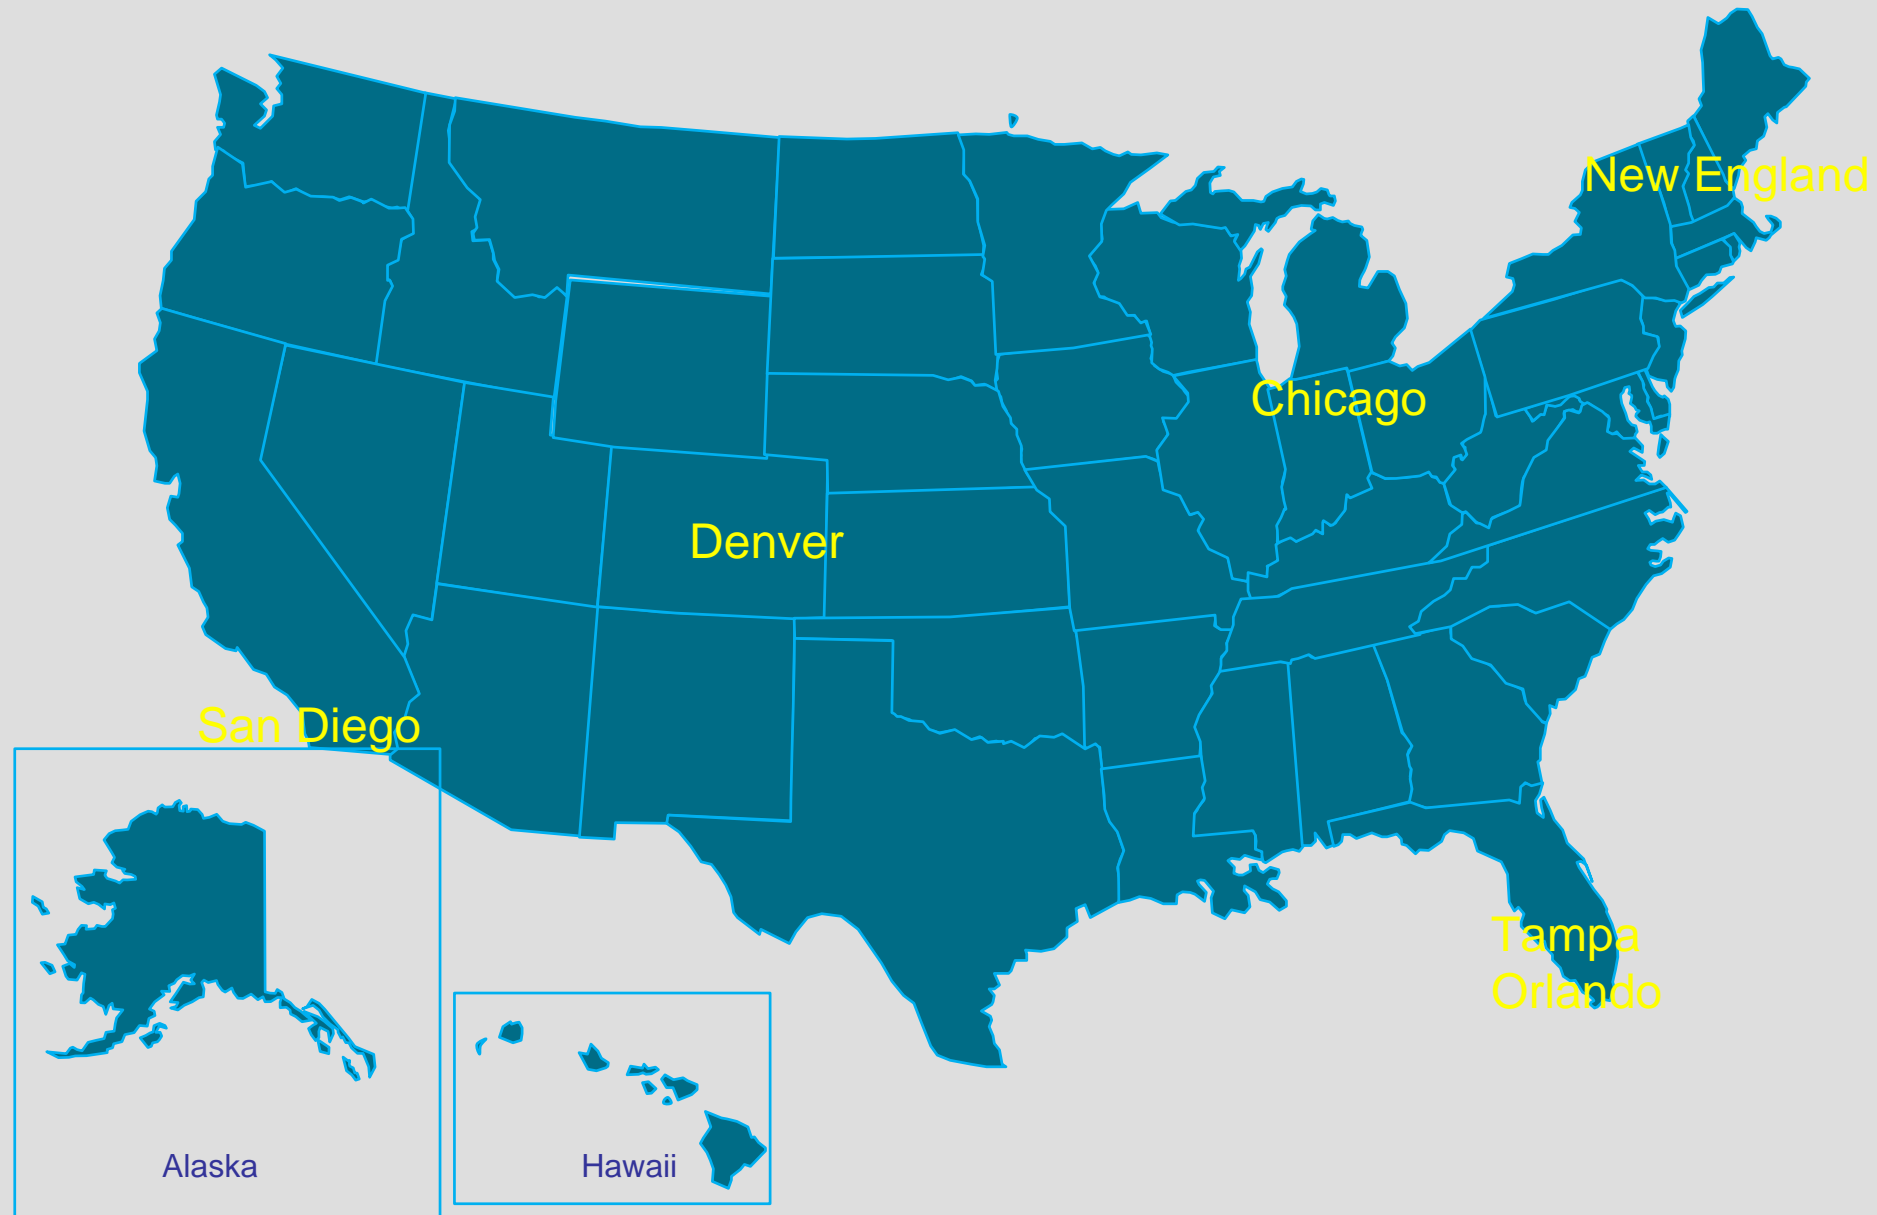 New England
Chicago
Denver
San Diego
Tampa
Orlando
Alaska
Hawaii